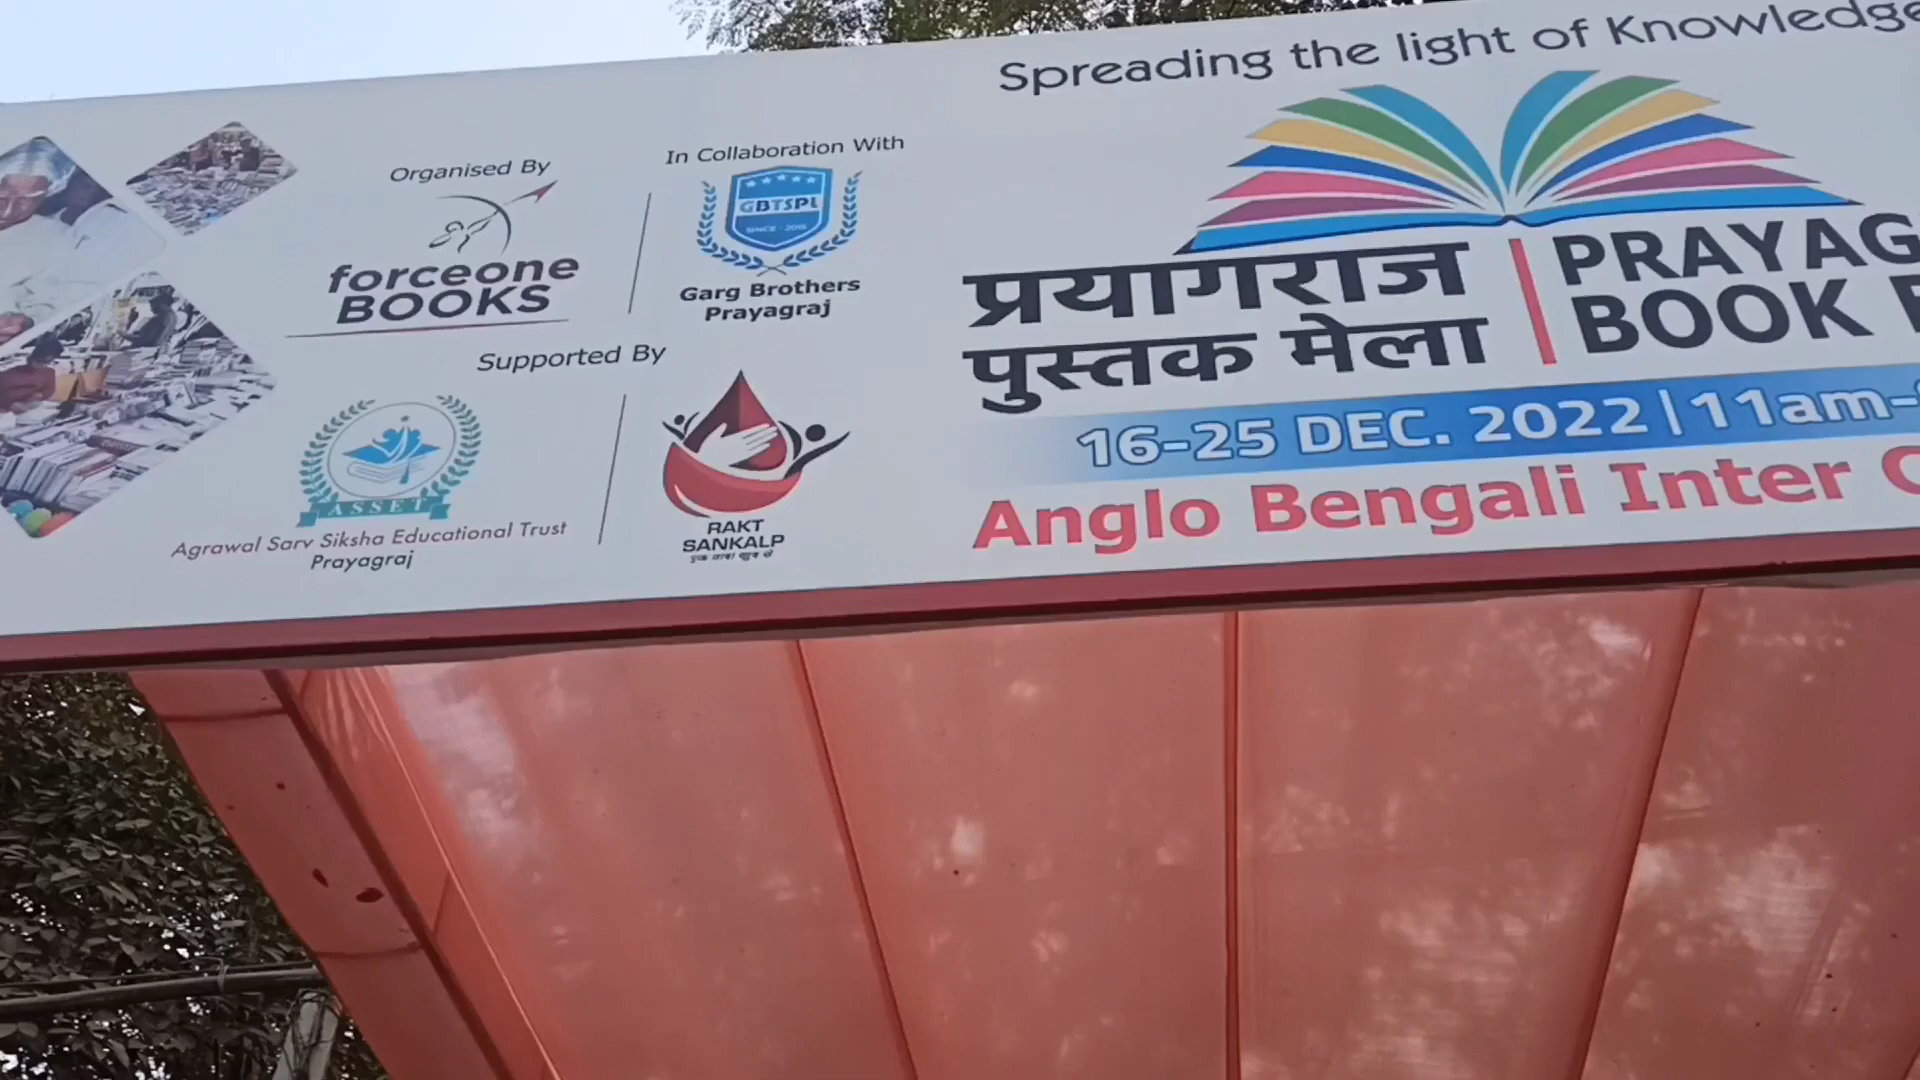 Spreading the light of Knowledge
Organised By
forceone
BOOKS
In Collaboration With
GBTSPL
SINCE - 2015
Garg Brothers
Prayagraj
Supported By
ASSET
Agrawal Sarv Siksha Educational Trust
Prayagraj
RAKT
SANKALP
प्रयागराज
पुस्तक मेला
PRAYAG
BOOK
16-25 DEC. 2022 | 11am-
Anglo Bengali Inter C